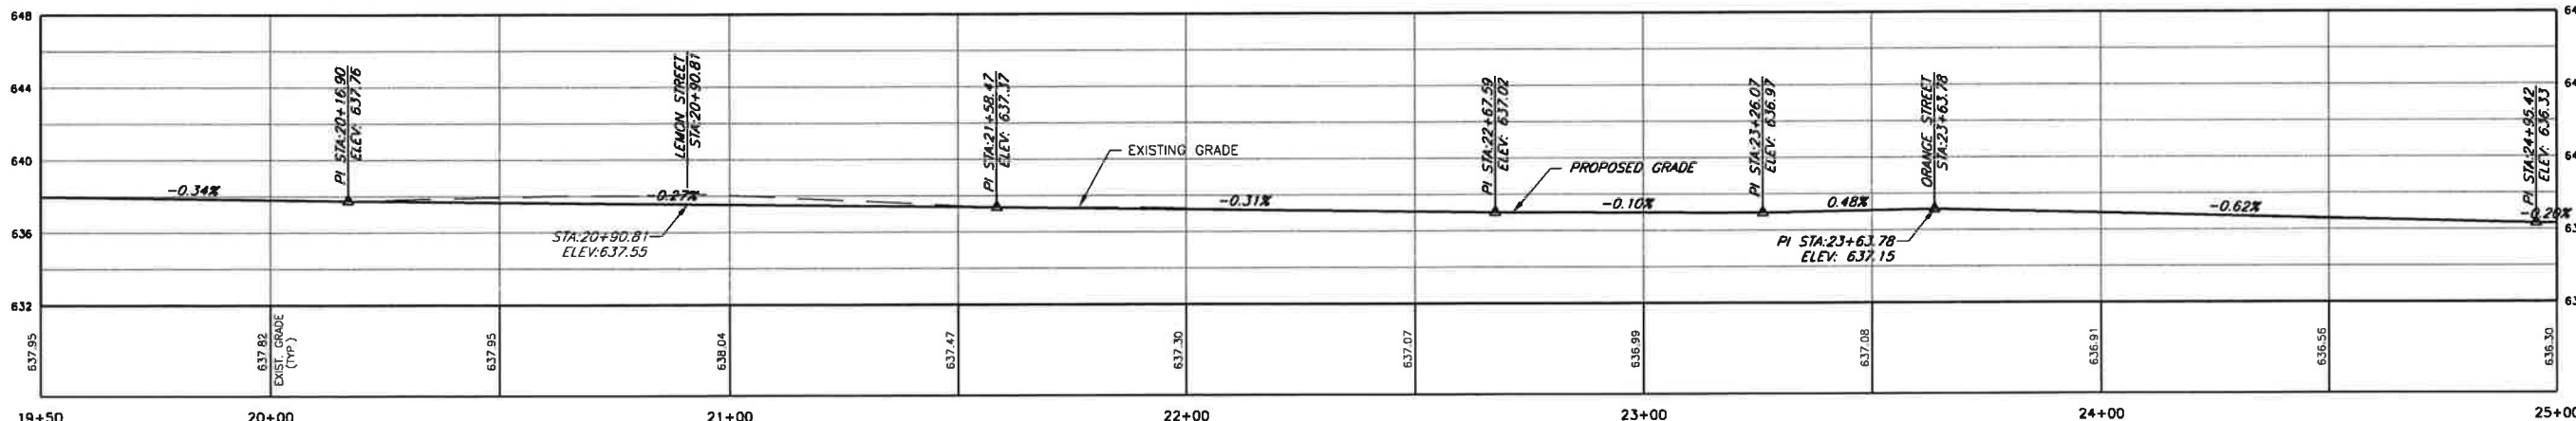 648
644
640
636
632
PI STA:20+16.90
ELEV: 637.76
LEMON STREET
STA:20+90.81
PI STA:21+58.47
ELEV: 637.37
PI STA:22+67.59
ELEV: 637.02
PI STA:23+26.07
ELEV: 636.97
ORANGE STREET
STA:23+63.78
PI STA:24+95.42
ELEV: 636.33
EXISTING GRADE
PROPOSED GRADE
-0.34%
-0.27%
-0.31%
-0.10%
0.48%
-0.62%
STA:20+90.81
ELEV:637.55
PI STA:23+63.78
ELEV: 637.15
637.95
637.82
EXIST. GRADE
(TYP.)
637.95
638.04
637.47
637.30
637.07
636.99
637.08
636.91
636.56
636.30
19+50
20+00
21+00
22+00
23+00
24+00
25+00